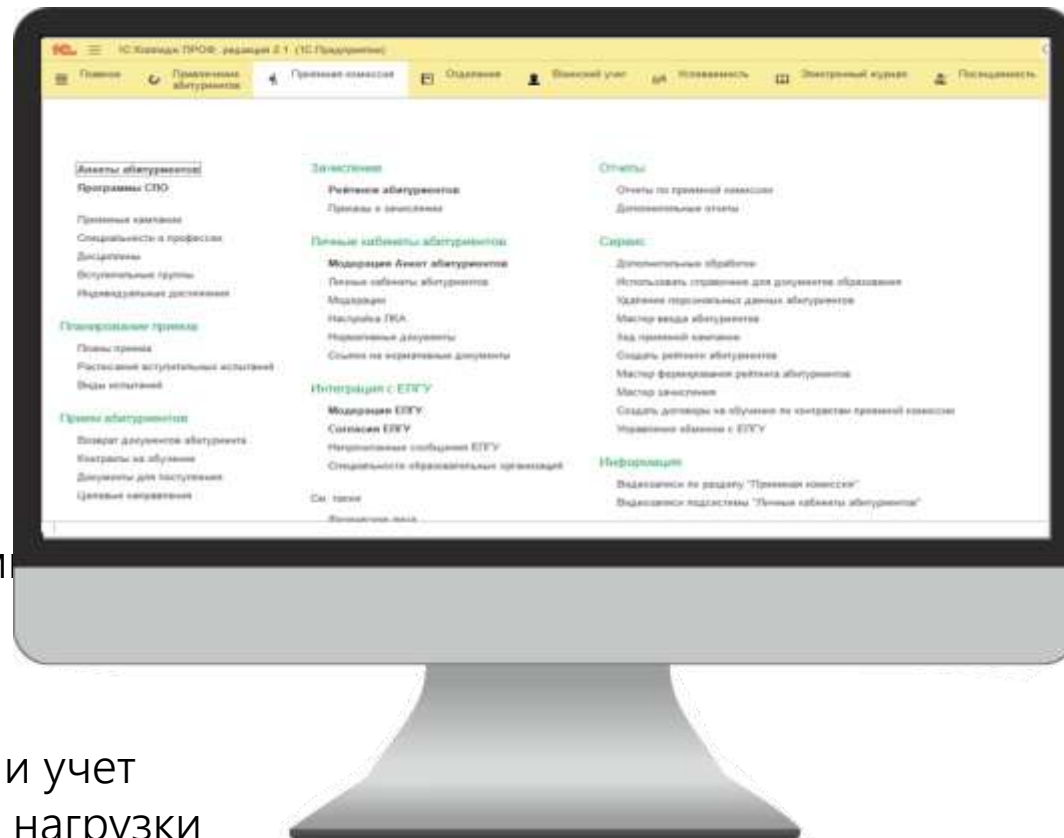 1С:Колледж ПРОФ, редакция 2.1 (1С:Предприятие)
Главное
Привлечение абитуриентов
Приемная комиссия
Отделение
Воинский учет
Успеваемость
Электронный журнал
Посещаемость
Анкеты абитуриентов
Программы СПО
Приемные кампании
Специальности и профессии
Дисциплины
Вступительные группы
Индивидуальные достижения
Планирование приема
Планы приема
Расписание вступительных испытаний
Виды испытаний
Прием абитуриентов
Возврат документов абитуриента
Контракты на обучение
Документы для поступления
Целевые направления
Зачисление
Рейтинги абитуриентов
Приказы о зачислении
Личные кабинеты абитуриентов
Модерация Анкет абитуриентов
Личные кабинеты абитуриентов
Модерация
Настройка ЛКА
Нормативные документы
Ссылки на нормативные документы
Интеграция с ЕПГУ
Модерация ЕПГУ
Согласия ЕПГУ
Непрочитанные сообщения ЕПГУ
Специальности образовательных организаций
См. также
Физические лица
Отчеты
Отчеты по приемной комиссии
Дополнительные отчеты
Сервис
Дополнительные обработки
Использовать справочник для документов образования
Удаление персональных данных абитуриентов
Мастер ввода абитуриентов
Ход приемной кампании
Создать рейтинги абитуриентов
Мастер формирования рейтинга абитуриентов
Мастер зачисления
Создать договоры на обучение по контрактам приемной комиссии
Управление обменом с ЕПГУ
Информация
Видеозаписи по разделу "Приемная комиссия"
Видеозаписи подсистемы "Личные кабинеты абитуриентов"
и учет
нагрузки